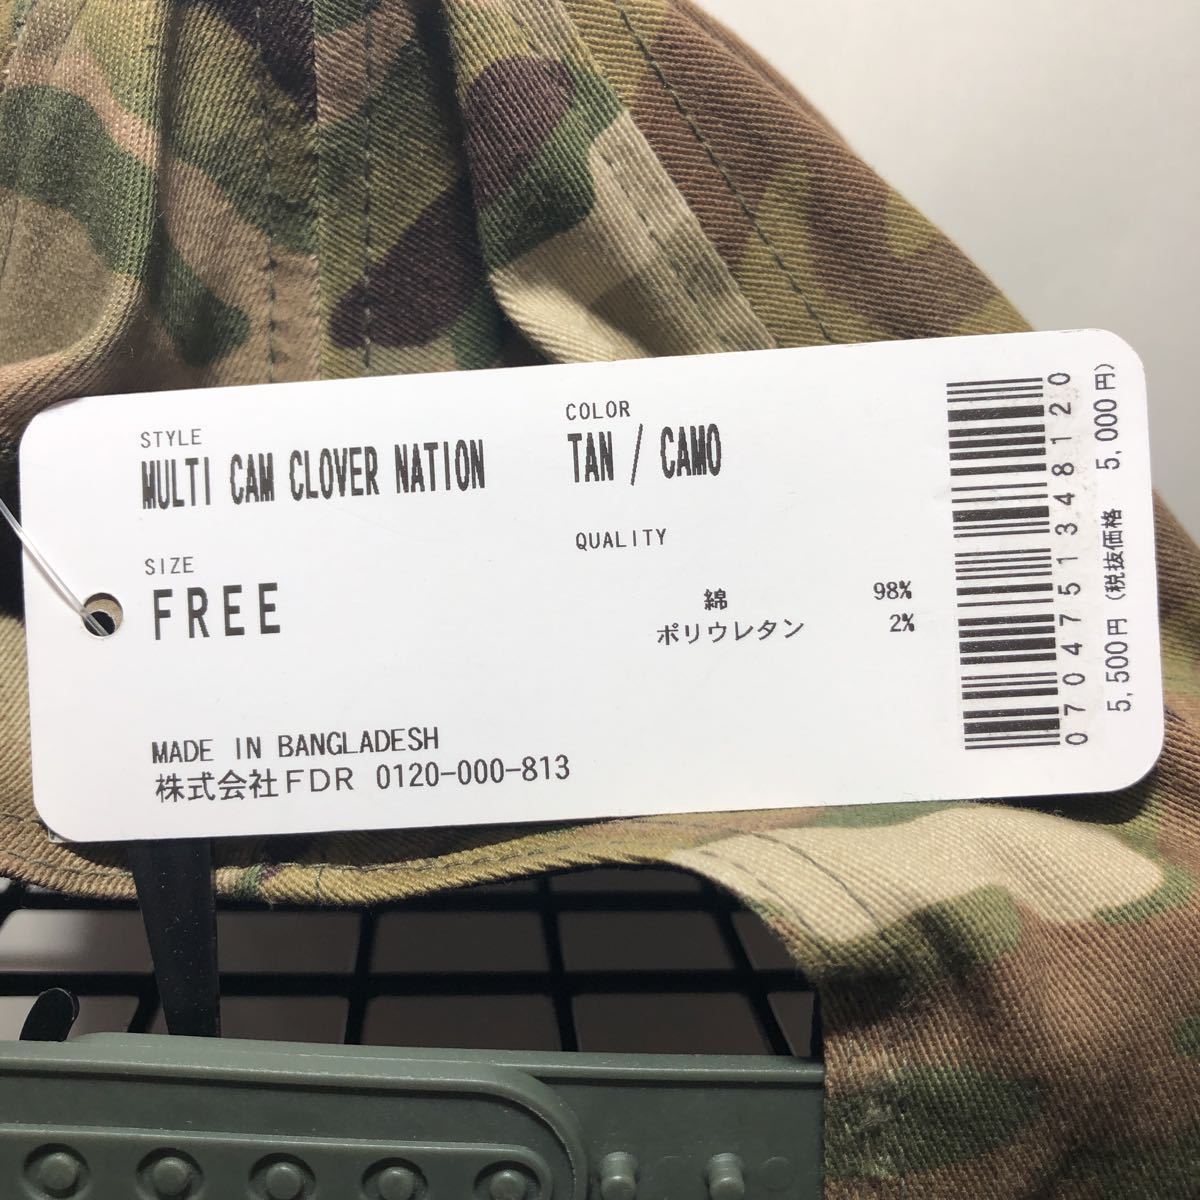 STYLE
MULTI CAM CLOVER NATION
COLOR
TAN / CAMO
SIZE
FREE
QUALITY
綿 98%
ポリウレタン 2%
MADE IN BANGLADESH
株式会社FDR 0120-000-813
070475134 8120
5,500円 (税抜価格 5,000円)